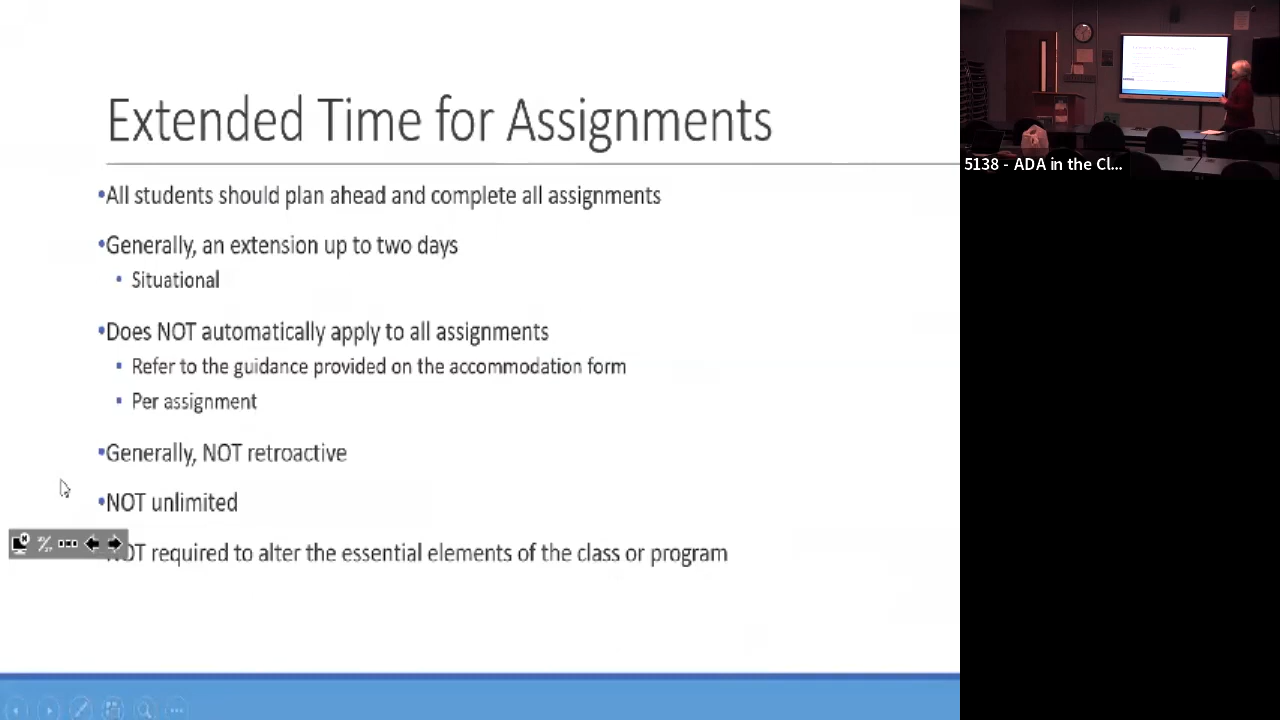 Extended Time for Assignments
•All students should plan ahead and complete all assignments
•Generally, an extension up to two days
▪ Situational
•Does NOT automatically apply to all assignments
▪ Refer to the guidance provided on the accommodation form
▪ Per assignment
•Generally, NOT retroactive
•NOT unlimited
NOT required to alter the essential elements of the class or program
5138 - ADA in the Cl...